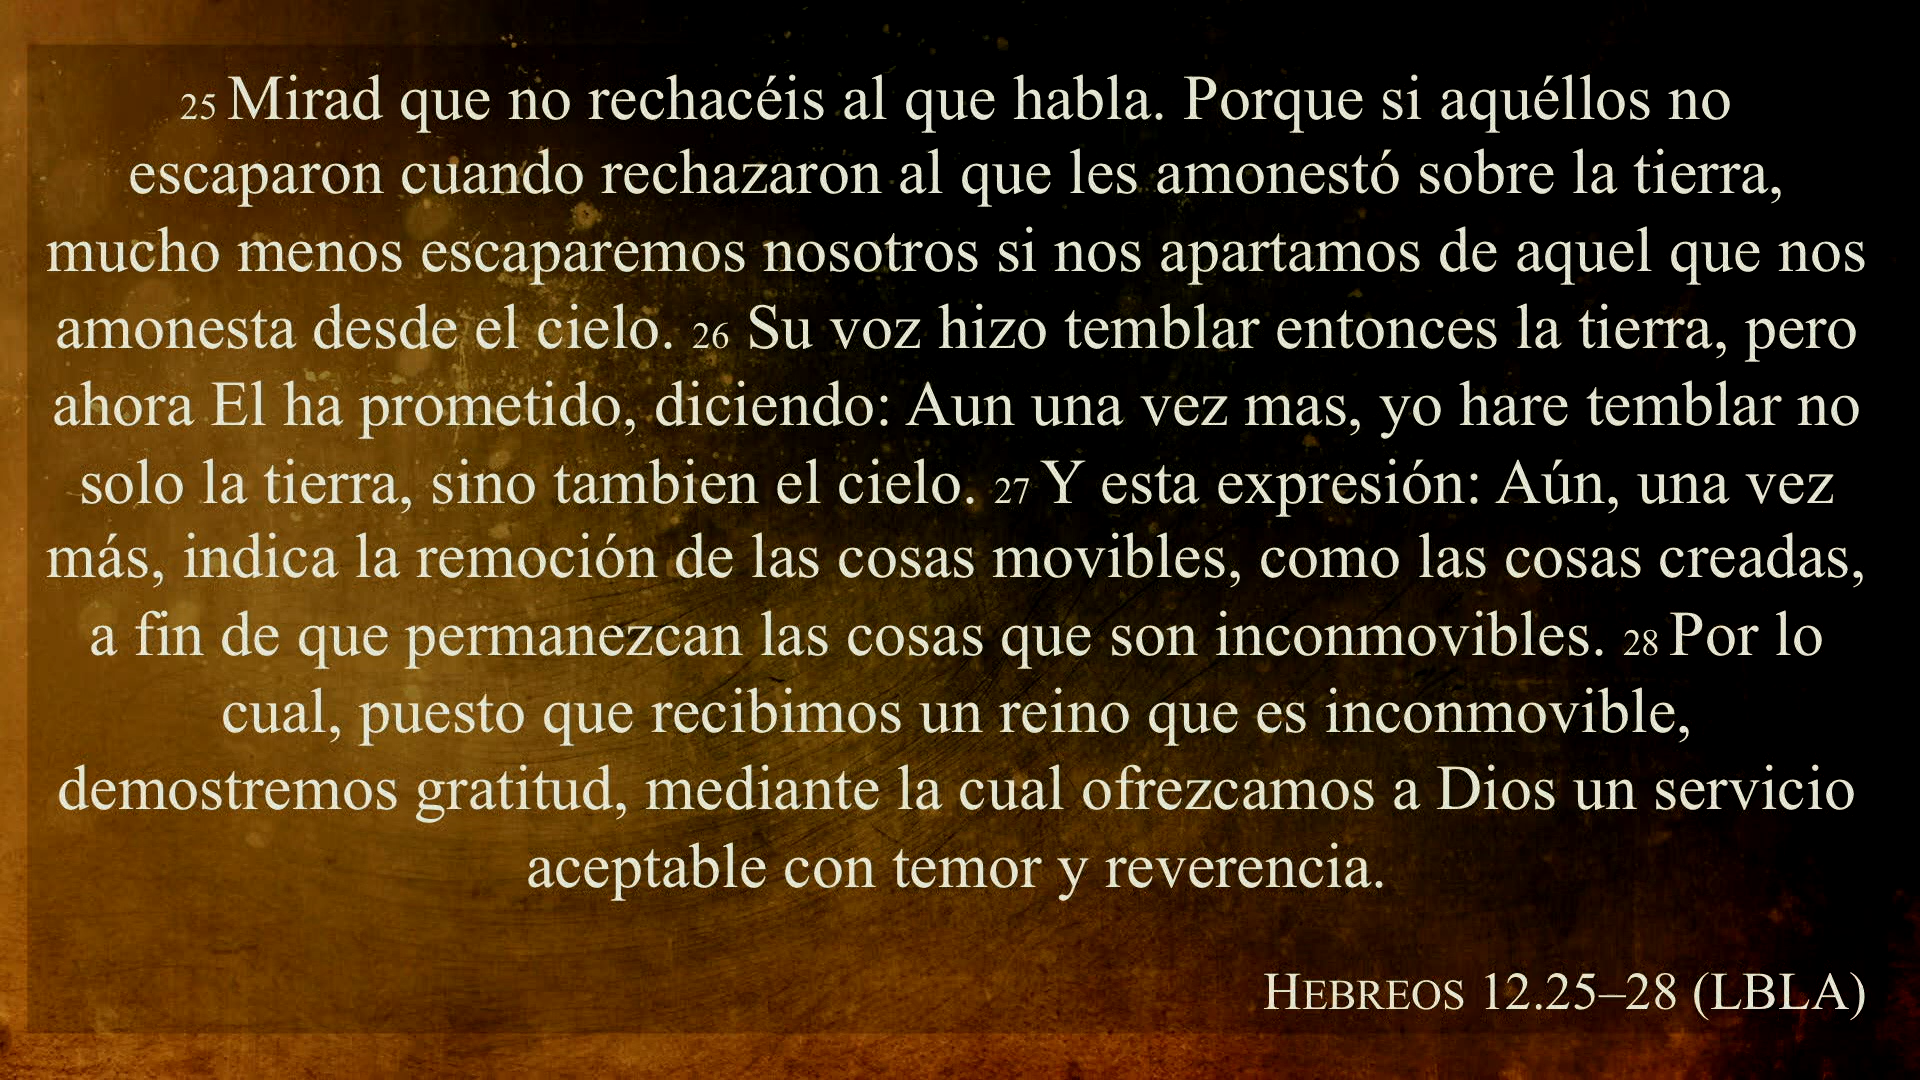 25 Mirad que no rechacéis al que habla. Porque si aquéllos no
escaparon cuando rechazaron al que les amonestó sobre la tierra,
mucho menos escaparemos nosotros si nos apartamos de aquel que nos
amonesta desde el cielo. 26 Su voz hizo temblar entonces la tierra, pero
ahora El ha prometido, diciendo: Aun una vez mas, yo hare temblar no
solo la tierra, sino tambien el cielo. 27 Y esta expresión: Aún, una vez
más, indica la remoción de las cosas movibles, como las cosas creadas,
a fin de que permanezcan las cosas que son inconmovibles. 28 Por lo
cual, puesto que recibimos un reino que es inconmovible,
demostremos gratitud, mediante la cual ofrezcamos a Dios un servicio
aceptable con temor y reverencia.
HEBREOS 12.25–28 (LBLA)